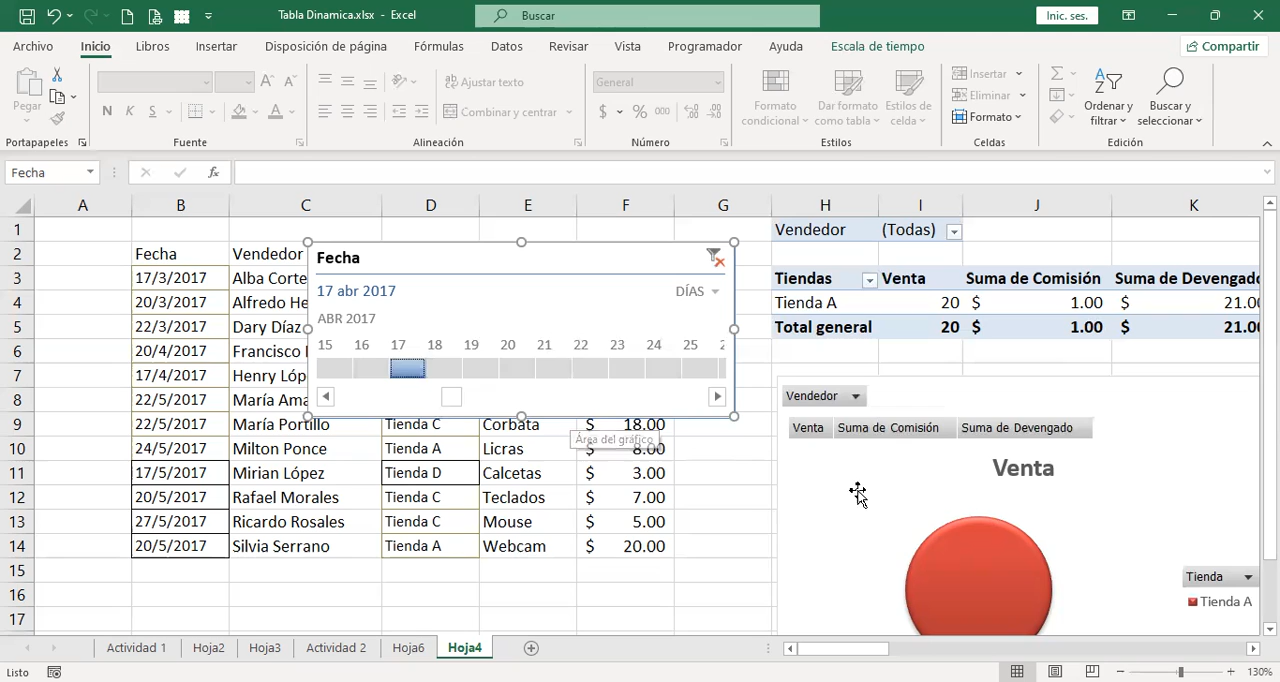 Tabla Dinamica.xlsx - Excel
Buscar
Inic. ses.
Archivo Inicio Libros Insertar Disposición de página Fórmulas Datos Revisar Vista Programador Ayuda Escala de tiempo Compartir
Pegar
N K S
Ajustar texto
Combinar y centrar
General
$ % 000
Formato condicional
Dar formato como tabla
Estilos de celda
Insertar
Eliminar
Formato
Ordenar y filtrar
Buscar y seleccionar
Portapapeles Fuente Alineación Número Estilos Celdas Edición
Fecha
fx
A B C D E F G H I J K
1 Vendedor (Todas)
2 Fecha Vendedor
3 17/3/2017 Alba Corte Tiendas Venta Suma de Comisión Suma de Devengado
4 20/3/2017 Alfredo He Tienda A 20 $ 1.00 $ 21.00
5 22/3/2017 Dary Díaz Total general 20 $ 1.00 $ 21.00
6 20/4/2017 Francisco
7 17/4/2017 Henry Lóp
8 22/5/2017 María Ama
9 22/5/2017 María Portillo Tienda C Corbata $ 18.00
10 24/5/2017 Milton Ponce Tienda A Licras $ 8.00
11 17/5/2017 Mirian López Tienda D Calcetas $ 3.00
12 20/5/2017 Rafael Morales Tienda C Teclados $ 7.00
13 27/5/2017 Ricardo Rosales Tienda C Mouse $ 5.00
14 20/5/2017 Silvia Serrano Tienda A Webcam $ 20.00
15
16
17
Fecha
17 abr 2017 DÍAS
ABR 2017
15 16 17 18 19 20 21 22 23 24 25
Área del gráfico
Vendedor
Venta Suma de Comisión Suma de Devengado
Venta
Tienda
Tienda A
Actividad 1 Hoja2 Hoja3 Actividad 2 Hoja6 Hoja4
Listo
130%